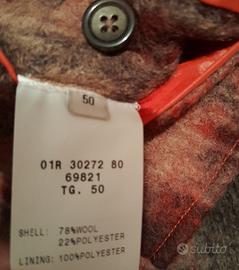 50
01R 30272 80
69821
TG. 50
SHELL: 78%WOOL
22%POLYESTER
LINING: 100%POLYESTER
subito